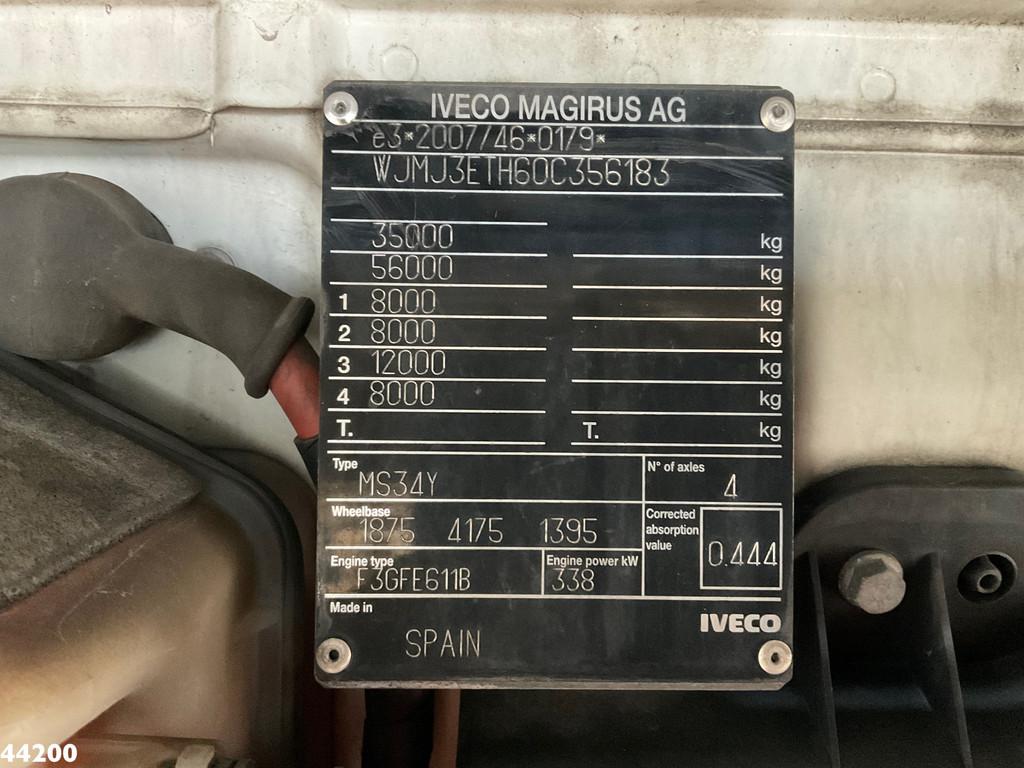 IVECO MAGIRUS AG
e3*2007/46*0179*
WJMJ3ETH60C356183
35000 kg
56000 kg
1 8000 kg
2 8000 kg
3 12000 kg
4 8000 kg
T. T. kg
Type
MS34Y
N° of axles
4
Wheelbase
1875 4175 1395
Corrected
absorption
value
0.444
Engine type
F3GFE611B
Engine power kW
338
Made in
SPAIN
IVECO
44200